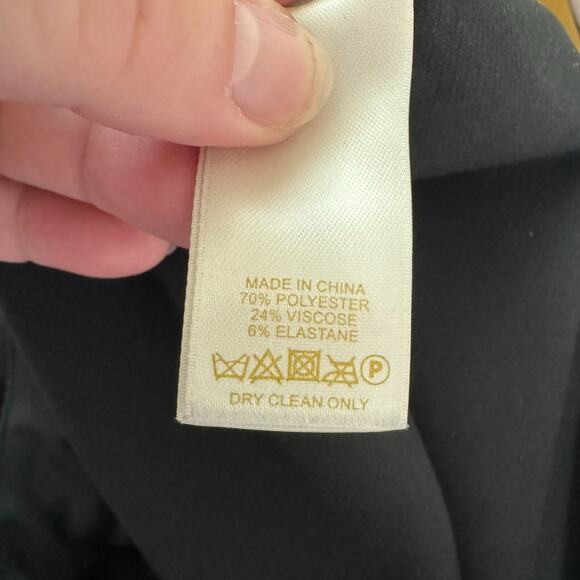 MADE IN CHINA
70% POLYESTER
24% VISCOSE
6% ELASTANE
P
DRY CLEAN ONLY